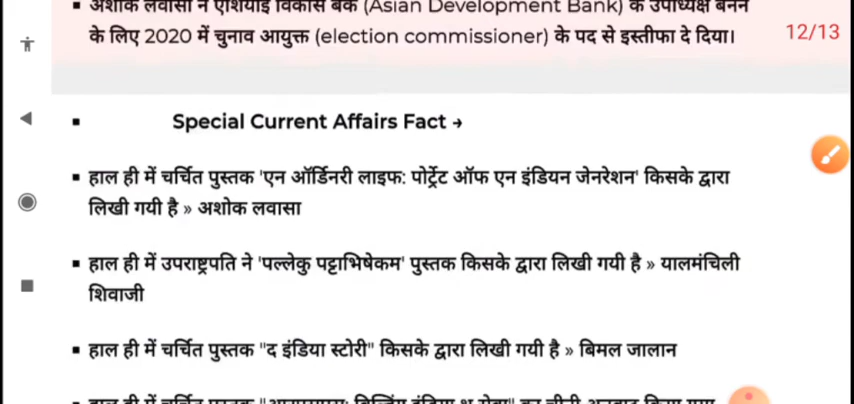 ▪ अशोक लवासा ने एशियाई विकास बैंक (Asian Development Bank) के उपाध्यक्ष बनने
के लिए 2020 में चुनाव आयुक्त (election commissioner) के पद से इस्तीफा दे दिया।
12/13
▪ Special Current Affairs Fact →
▪ हाल ही में चर्चित पुस्तक 'एन ऑर्डिनरी लाइफ: पोर्ट्रेट ऑफ एन इंडियन जेनरेशन' किसके द्वारा
लिखी गयी है » अशोक लवासा
▪ हाल ही में उपराष्ट्रपति ने 'पल्लेकु पट्टाभिषेकम' पुस्तक किसके द्वारा लिखी गयी है » यालमंचिली
शिवाजी
▪ हाल ही में चर्चित पुस्तक "द इंडिया स्टोरी" किसके द्वारा लिखी गयी है » बिमल जालान